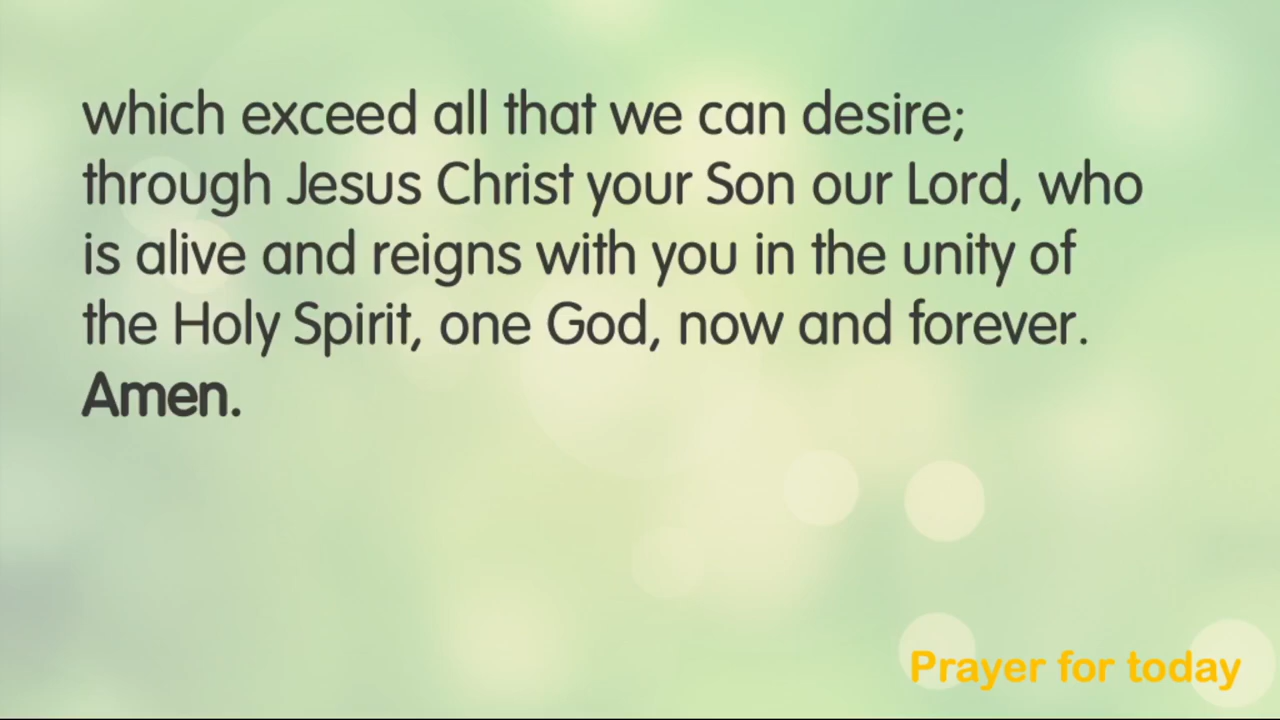 which exceed all that we can desire;
through Jesus Christ your Son our Lord, who
is alive and reigns with you in the unity of
the Holy Spirit, one God, now and forever.
Amen.
Prayer for today